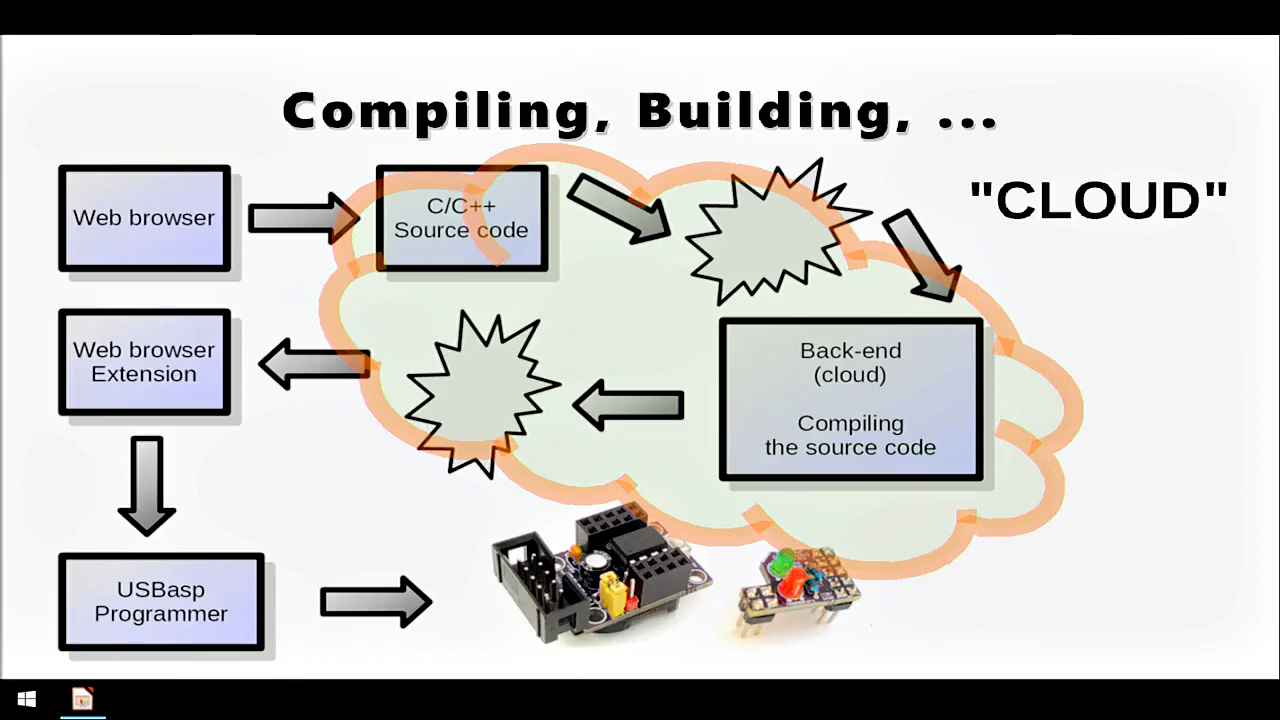 Compiling, Building, ...
"CLOUD"
Web browser
C/C++
Source code
Web browser
Extension
Back-end
(cloud)
Compiling
the source code
USBasp
Programmer